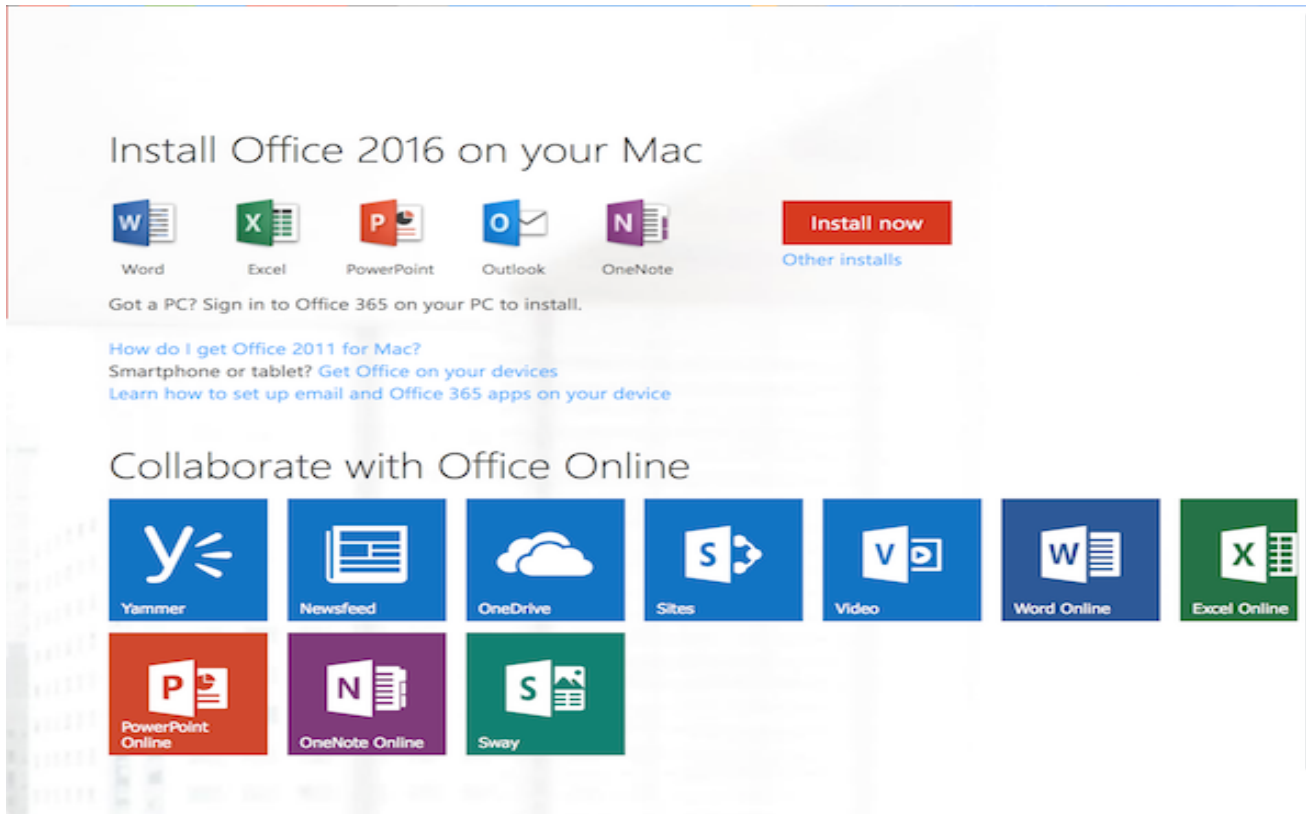 Install Office 2016 on your Mac
W X P O N
Install now
Word Excel PowerPoint Outlook OneNote
Other installs
Got a PC? Sign in to Office 365 on your PC to install.
How do I get Office 2011 for Mac?
Smartphone or tablet? Get Office on your devices
Learn how to set up email and Office 365 apps on your device
Collaborate with Office Online
S V W X
Yammer Newsfeed OneDrive Sites Video Word Online Excel Online
P N S
PowerPoint
Online OneNote Online Sway